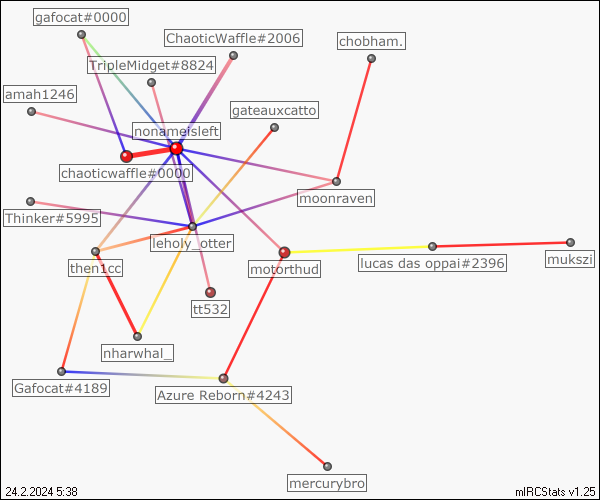 gafocat#0000
ChaoticWaffle#2006
chobham.
TripleMidget#8824
amah1246
gateauxcatto
nonameisleft
chaoticwaffle#0000
moonraven
Thinker#5995
leholy_otter
then1cc
motorthud
lucas das oppai#2396
mukszi
tt532
nharwhal_
Gafocat#4189
Azure Reborn#4243
mercurybro
24.2.2024 5:38
mIRCStats v1.25